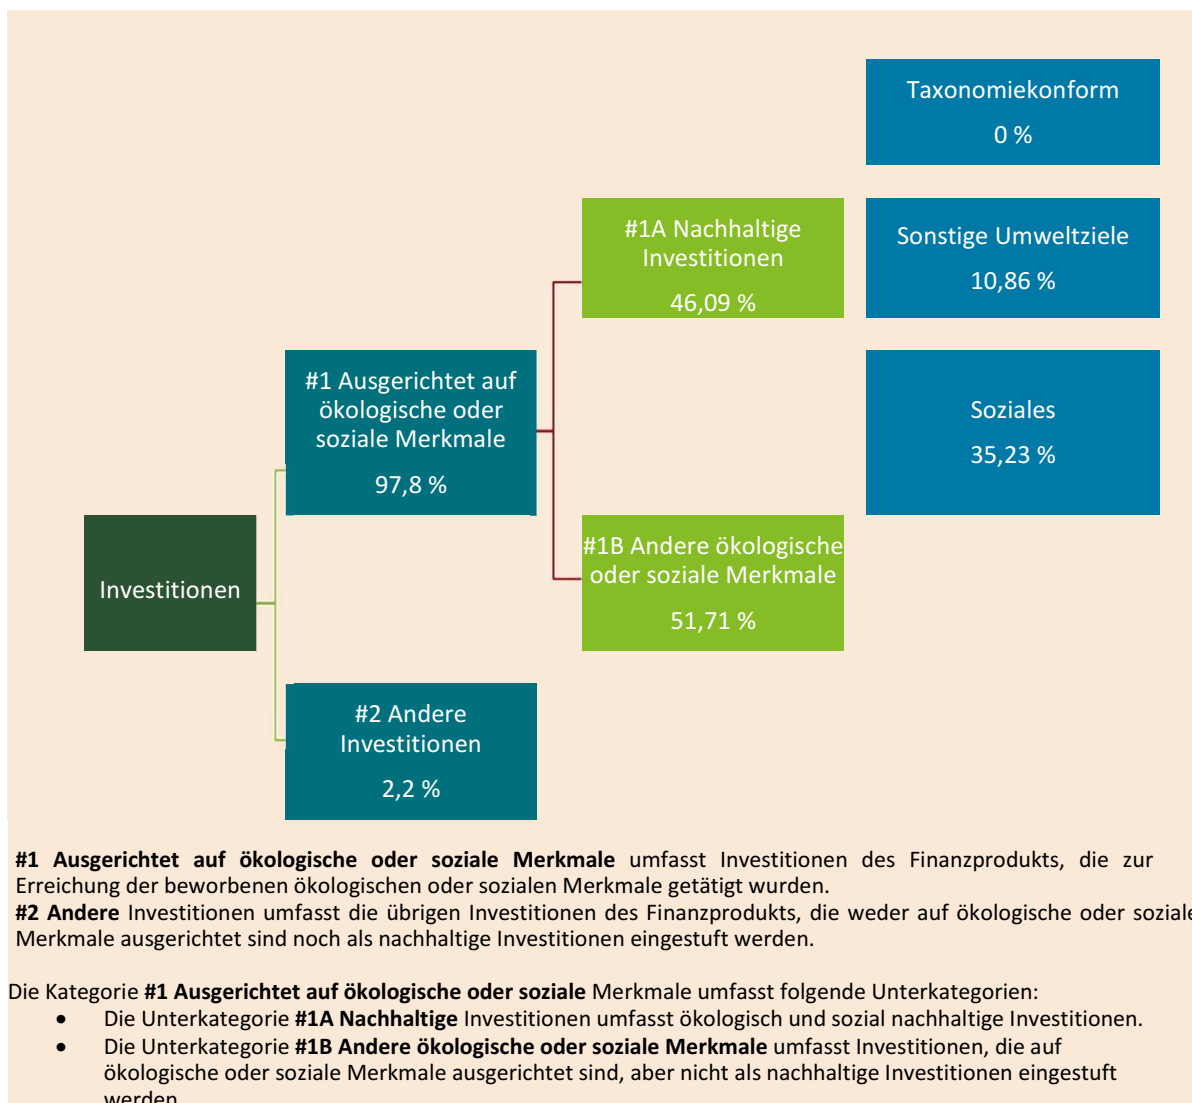 Taxonomiekonform
0 %
#1A Nachhaltige
Investitionen
46,09 %
Sonstige Umweltziele
10,86 %
#1 Ausgerichtet auf
ökologische oder
soziale Merkmale
97,8 %
Soziales
35,23 %
Investitionen
#1B Andere ökologische
oder soziale Merkmale
51,71 %
#2 Andere
Investitionen
2,2 %
#1 Ausgerichtet auf ökologische oder soziale Merkmale umfasst Investitionen des Finanzprodukts, die zur
Erreichung der beworbenen ökologischen oder sozialen Merkmale getätigt wurden.
#2 Andere Investitionen umfasst die übrigen Investitionen des Finanzprodukts, die weder auf ökologische oder soziale
Merkmale ausgerichtet sind noch als nachhaltige Investitionen eingestuft werden.
Die Kategorie #1 Ausgerichtet auf ökologische oder soziale Merkmale umfasst folgende Unterkategorien:
• Die Unterkategorie #1A Nachhaltige Investitionen umfasst ökologisch und sozial nachhaltige Investitionen.
• Die Unterkategorie #1B Andere ökologische oder soziale Merkmale umfasst Investitionen, die auf
ökologische oder soziale Merkmale ausgerichtet sind, aber nicht als nachhaltige Investitionen eingestuft
werden